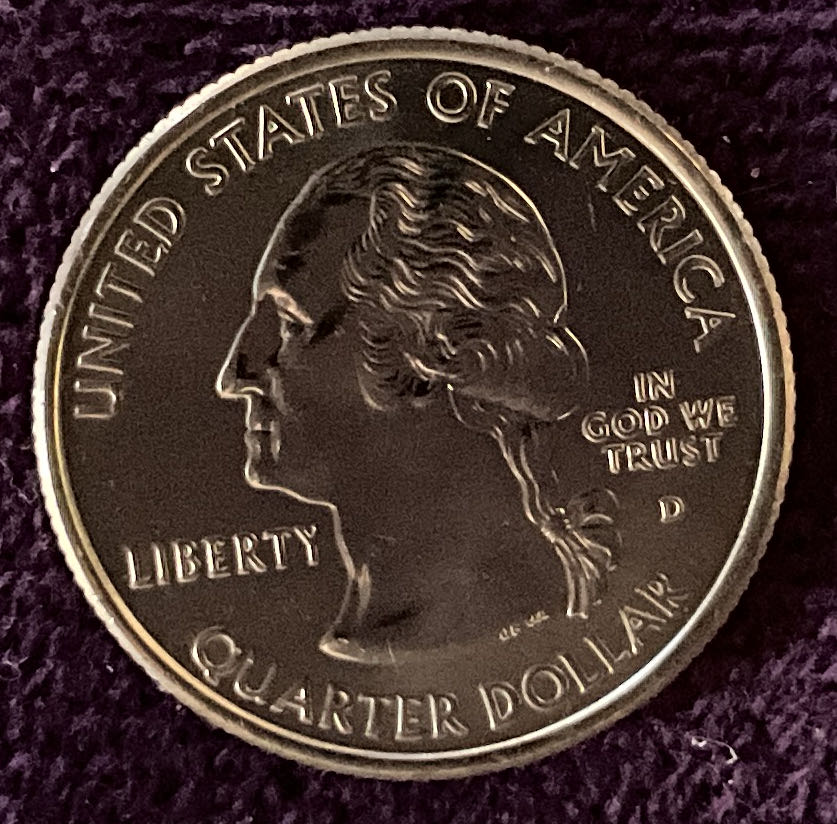 UNITED STATES OF AMERICA
IN
GOD WE
TRUST
D
LIBERTY
QUARTER DOLLAR